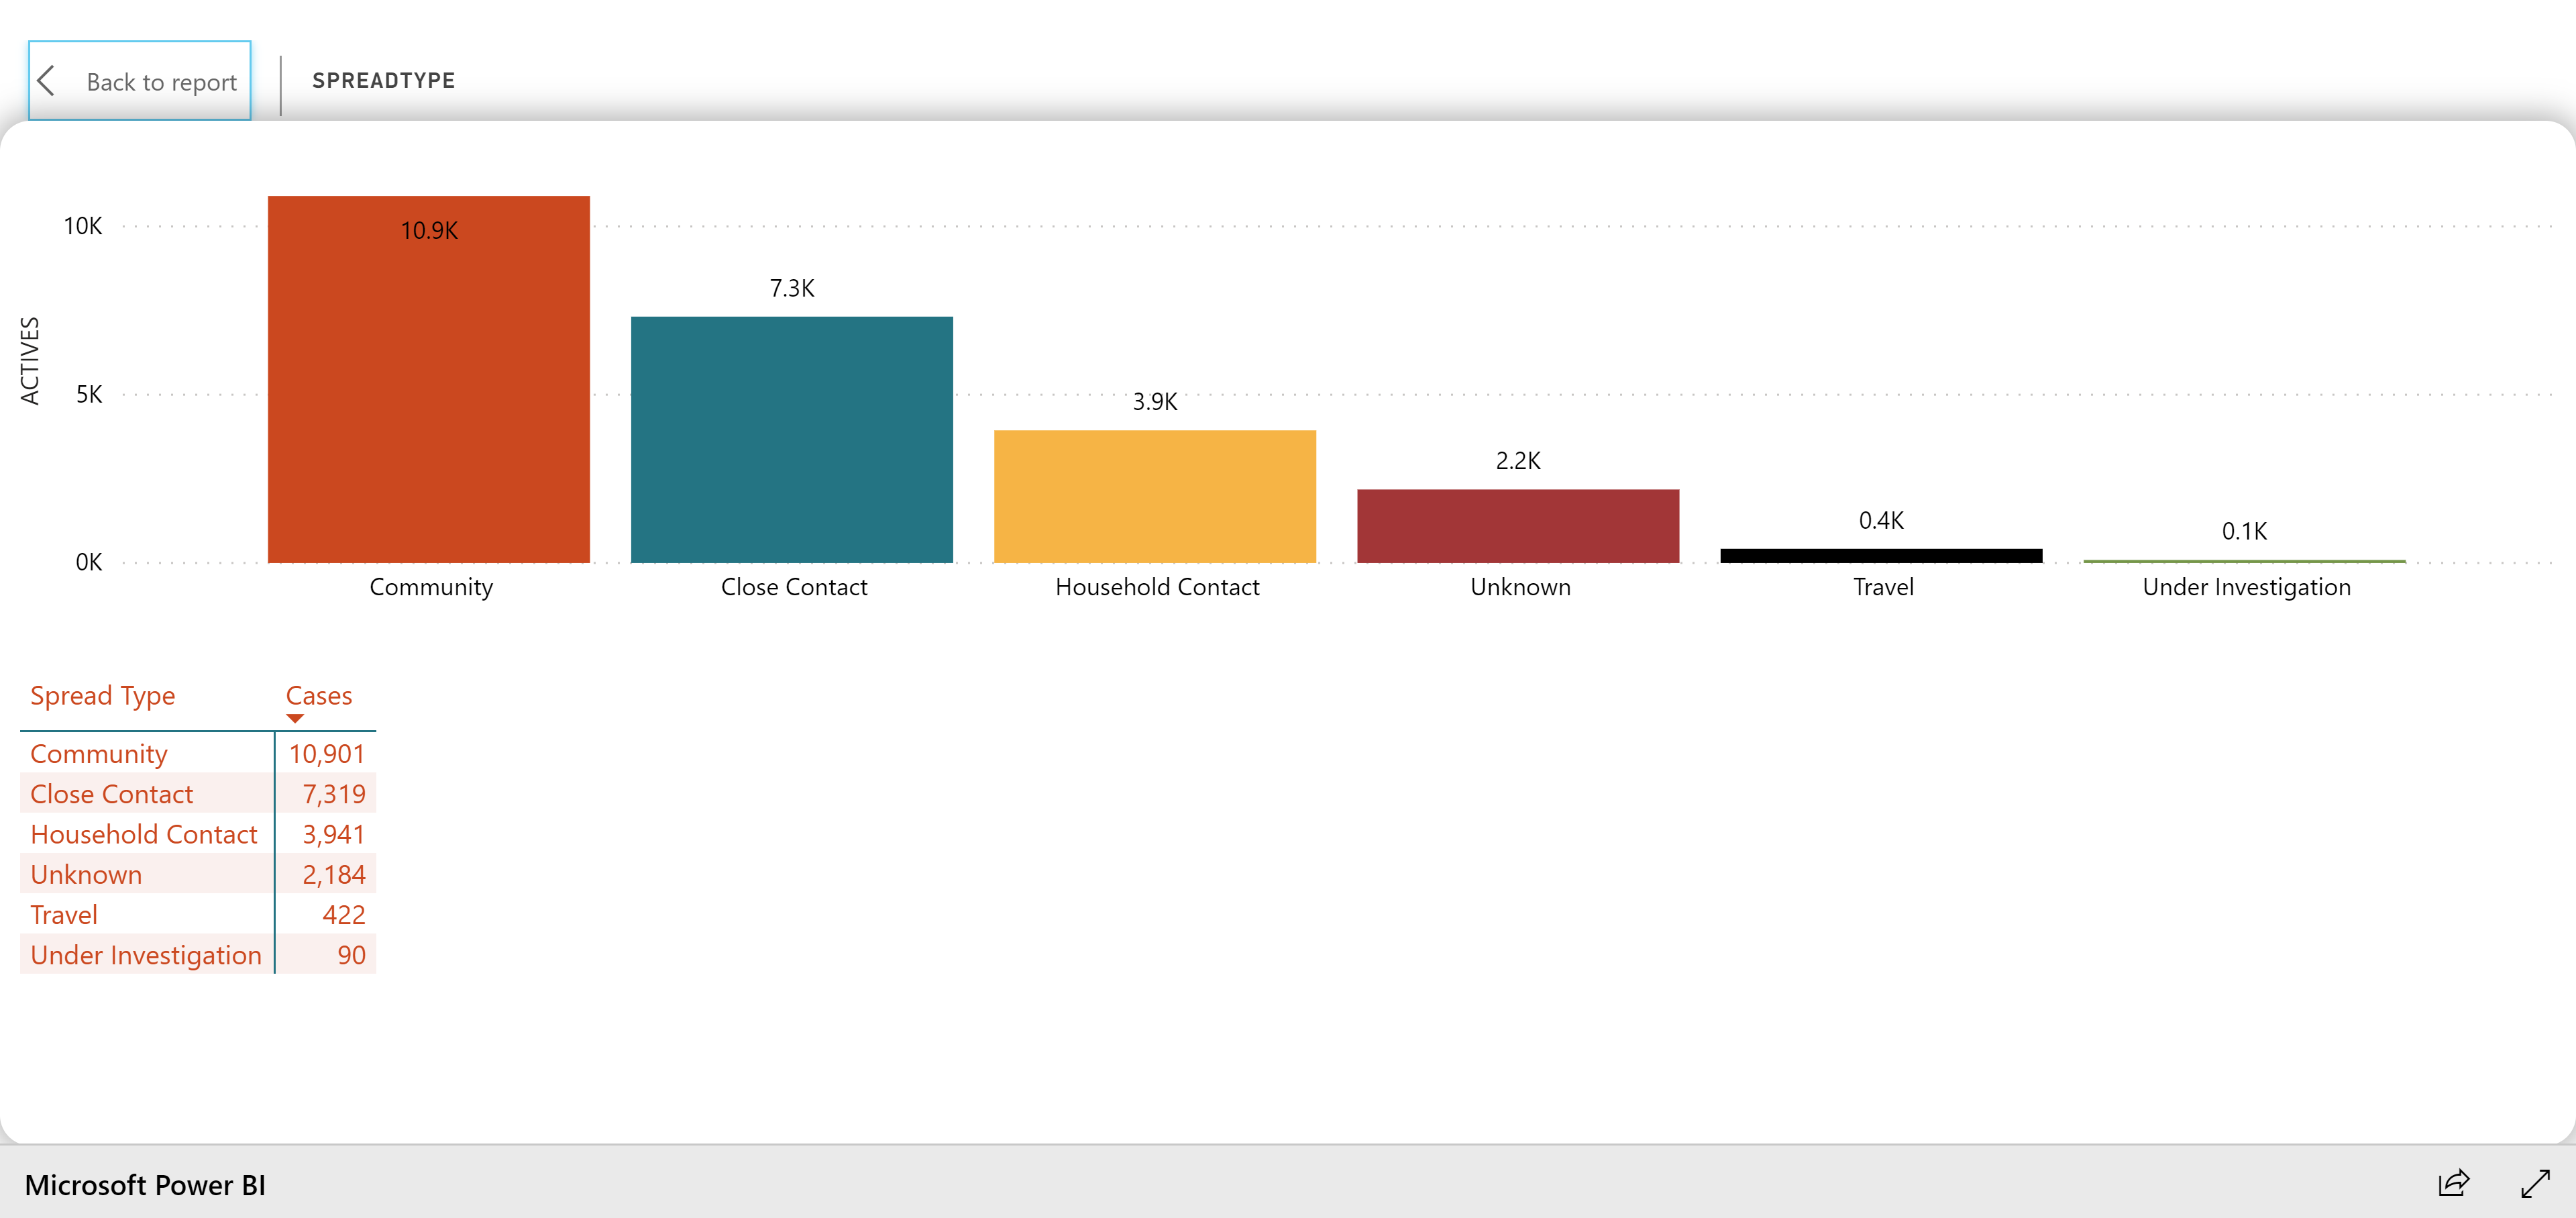 Back to report
SPREADTYPE
ACTIVES
10K
5K
0K
10.9K
7.3K
3.9K
2.2K
0.4K
0.1K
Community
Close Contact
Household Contact
Unknown
Travel
Under Investigation
Spread Type Cases
Community 10,901
Close Contact 7,319
Household Contact 3,941
Unknown 2,184
Travel 422
Under Investigation 90
Microsoft Power BI